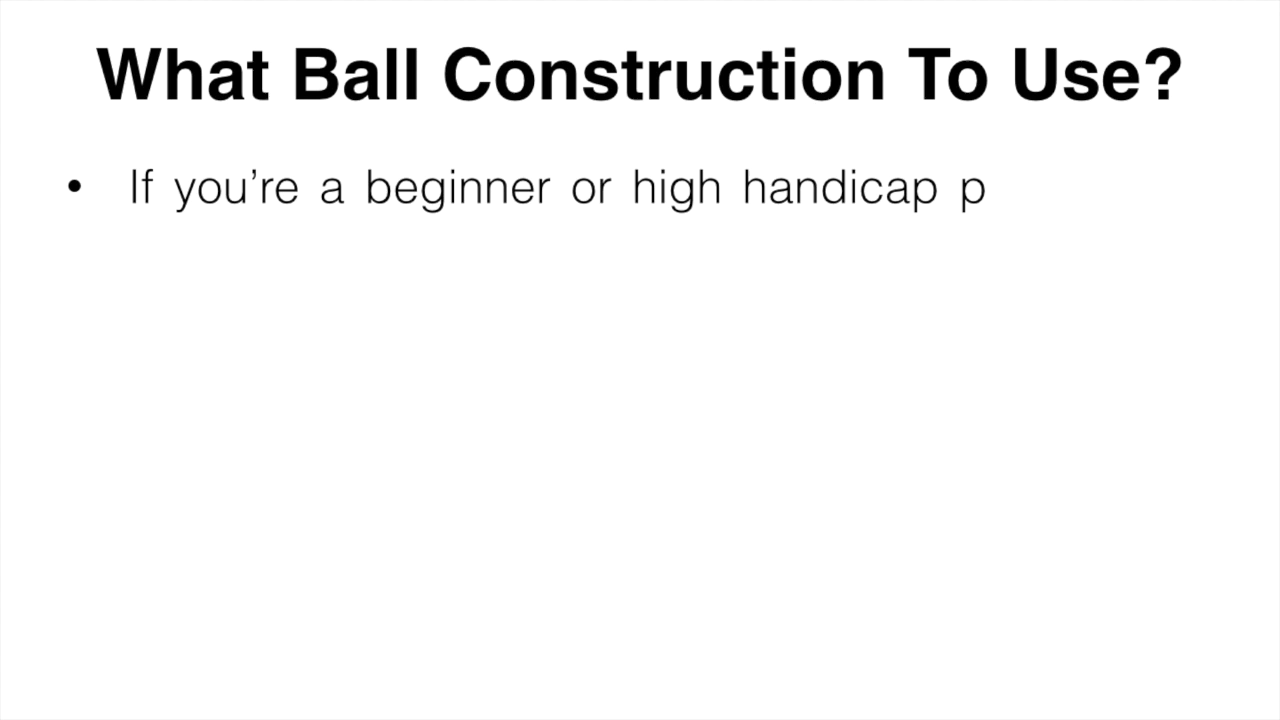 What Ball Construction To Use?
• If you’re a beginner or high handicap p